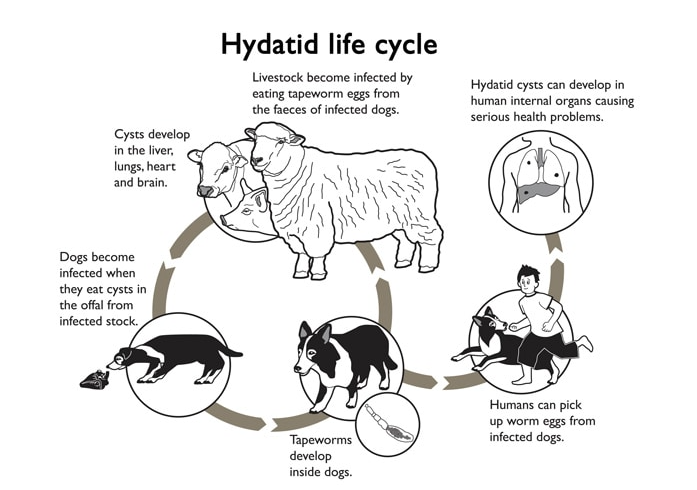 Hydatid life cycle
Livestock become infected by
eating tapeworm eggs from
the faeces of infected dogs.
Hydatid cysts can develop in
human internal organs causing
serious health problems.
Cysts develop
in the liver,
lungs, heart
and brain.
Dogs become
infected when
they eat cysts in
the offal from
infected stock.
Tapeworms
develop
inside dogs.
Humans can pick
up worm eggs from
infected dogs.